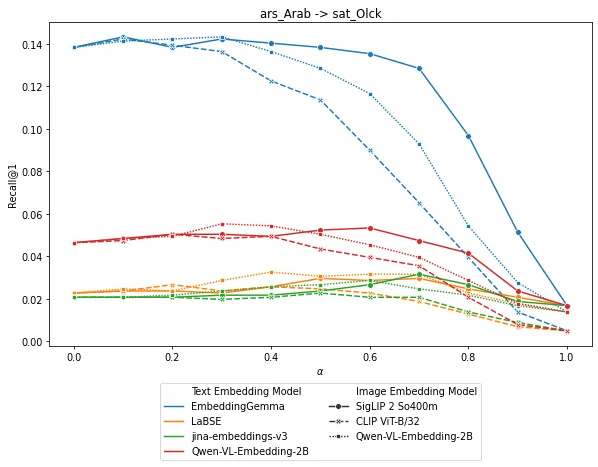 ars_Arab -> sat_Olck
Recall@1
0.14
0.12
0.10
0.08
0.06
0.04
0.02
0.00
0.0
0.2
0.4
0.6
0.8
1.0
α
Text Embedding Model
EmbeddingGemma
LaBSE
jina-embeddings-v3
Qwen-VL-Embedding-2B
Image Embedding Model
SigLIP 2 So400m
CLIP ViT-B/32
Qwen-VL-Embedding-2B